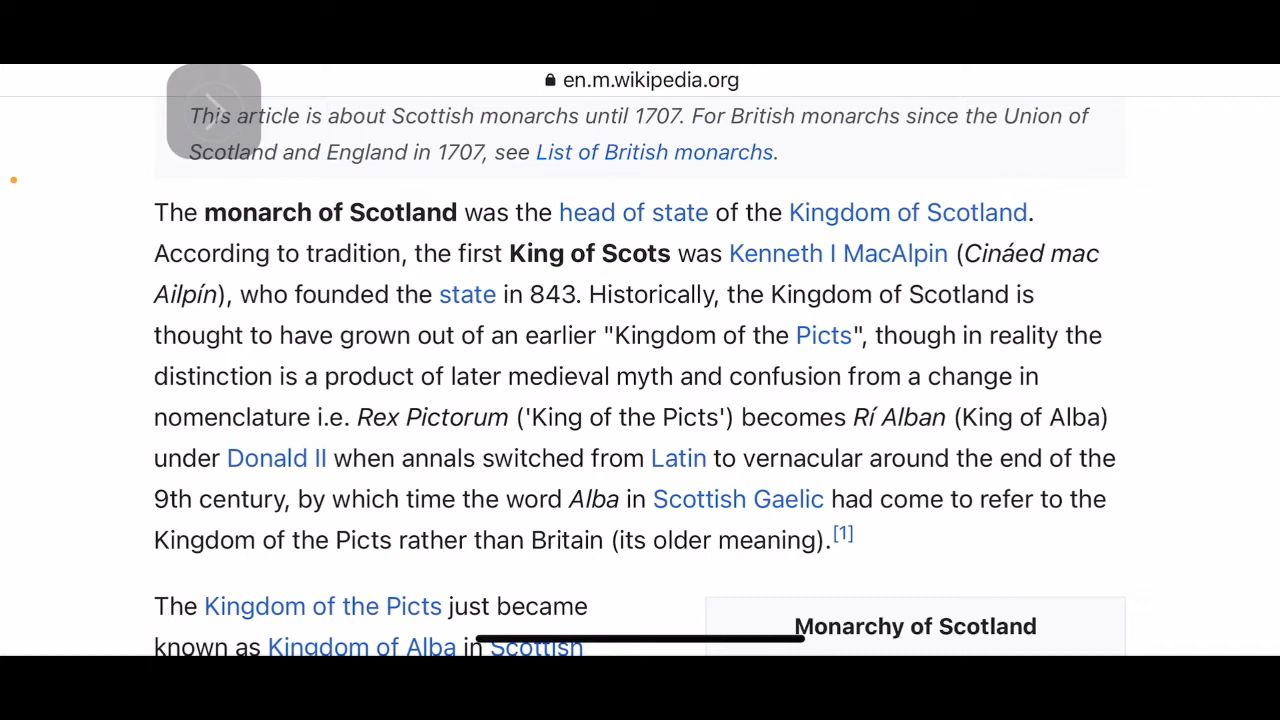 en.m.wikipedia.org
This article is about Scottish monarchs until 1707. For British monarchs since the Union of
Scotland and England in 1707, see List of British monarchs.
The monarch of Scotland was the head of state of the Kingdom of Scotland.
According to tradition, the first King of Scots was Kenneth I MacAlpin (Cináed mac
Ailpín), who founded the state in 843. Historically, the Kingdom of Scotland is
thought to have grown out of an earlier "Kingdom of the Picts", though in reality the
distinction is a product of later medieval myth and confusion from a change in
nomenclature i.e. Rex Pictorum ('King of the Picts') becomes Rí Alban (King of Alba)
under Donald II when annals switched from Latin to vernacular around the end of the
9th century, by which time the word Alba in Scottish Gaelic had come to refer to the
Kingdom of the Picts rather than Britain (its older meaning).[1]
The Kingdom of the Picts just became
known as Kingdom of Alba in Scottish
Monarchy of Scotland